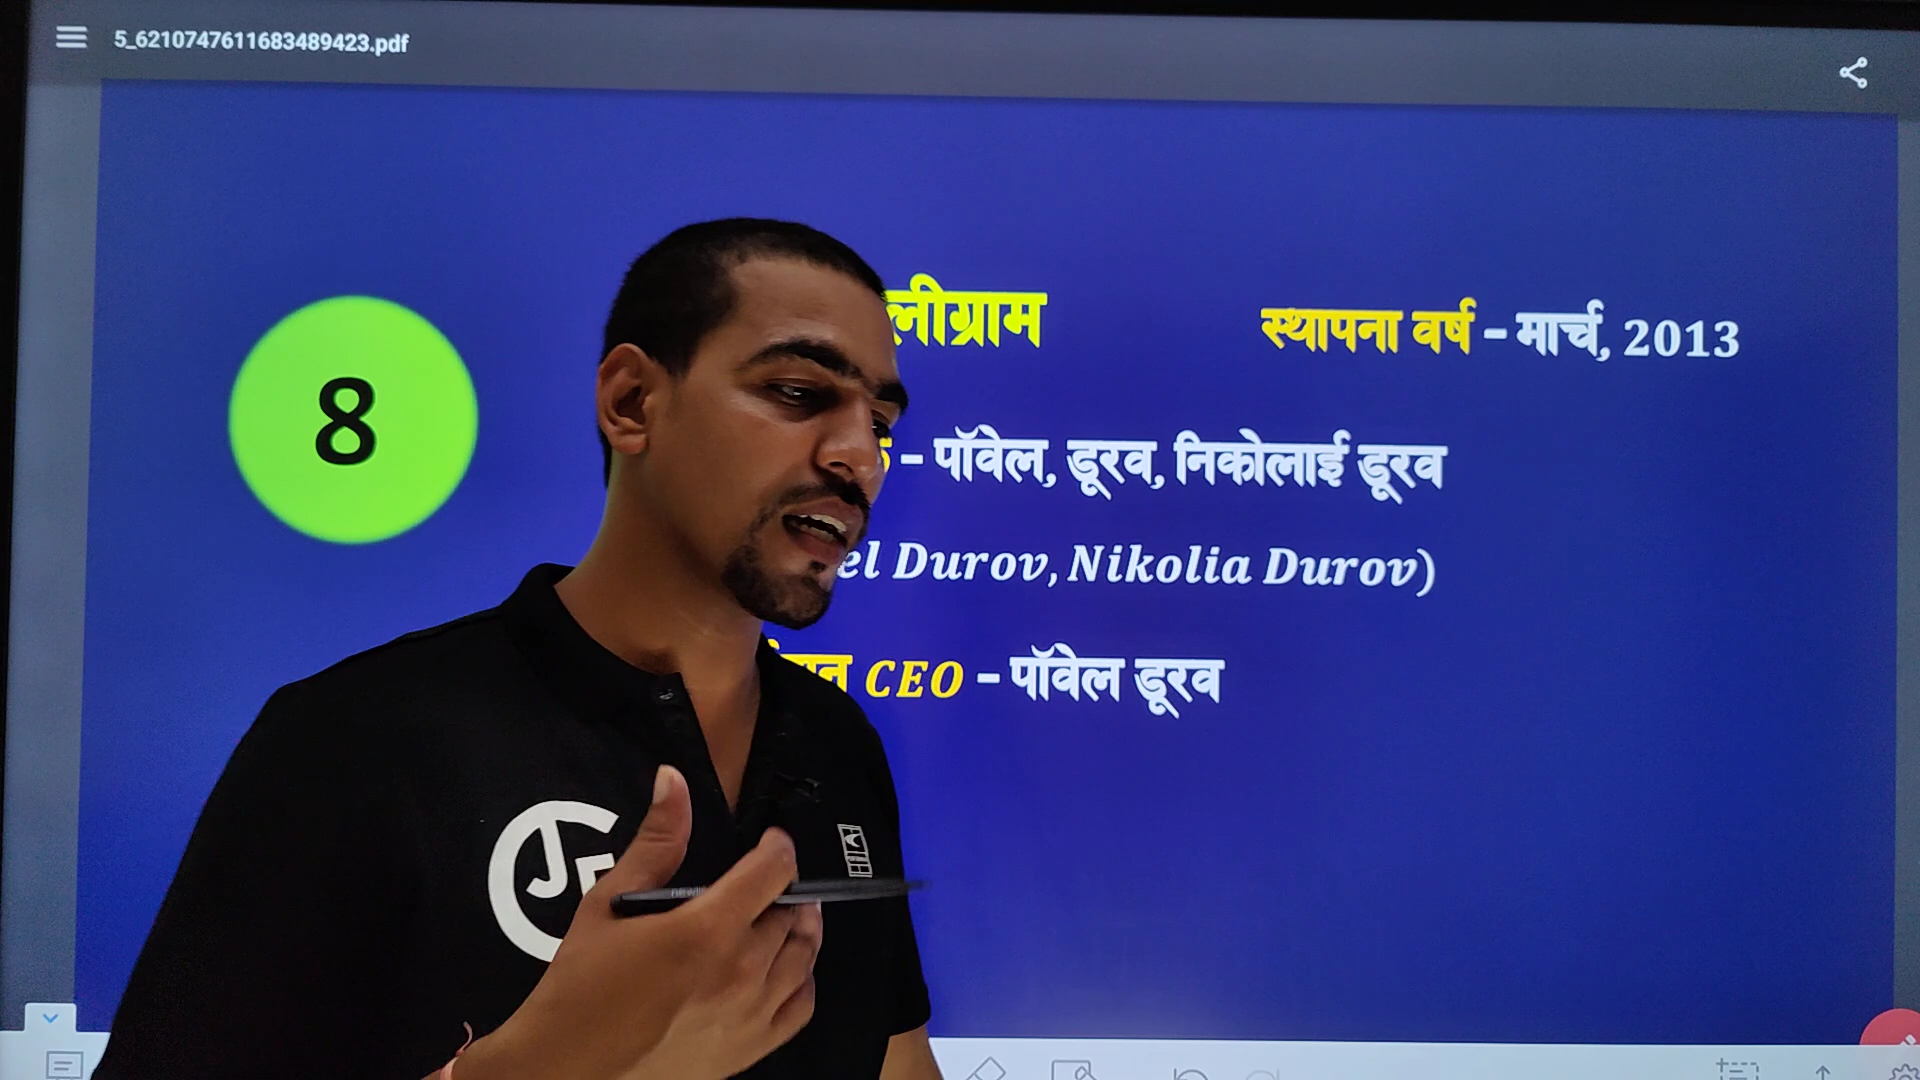 5_6210747611683489423.pdf
लीग्राम
स्थापना वर्ष – मार्च, 2013
8
– पॉवेल, डूरव, निकोलाई डूरव
el Durov, Nikolia Durov)
CEO – पॉवेल डूरव